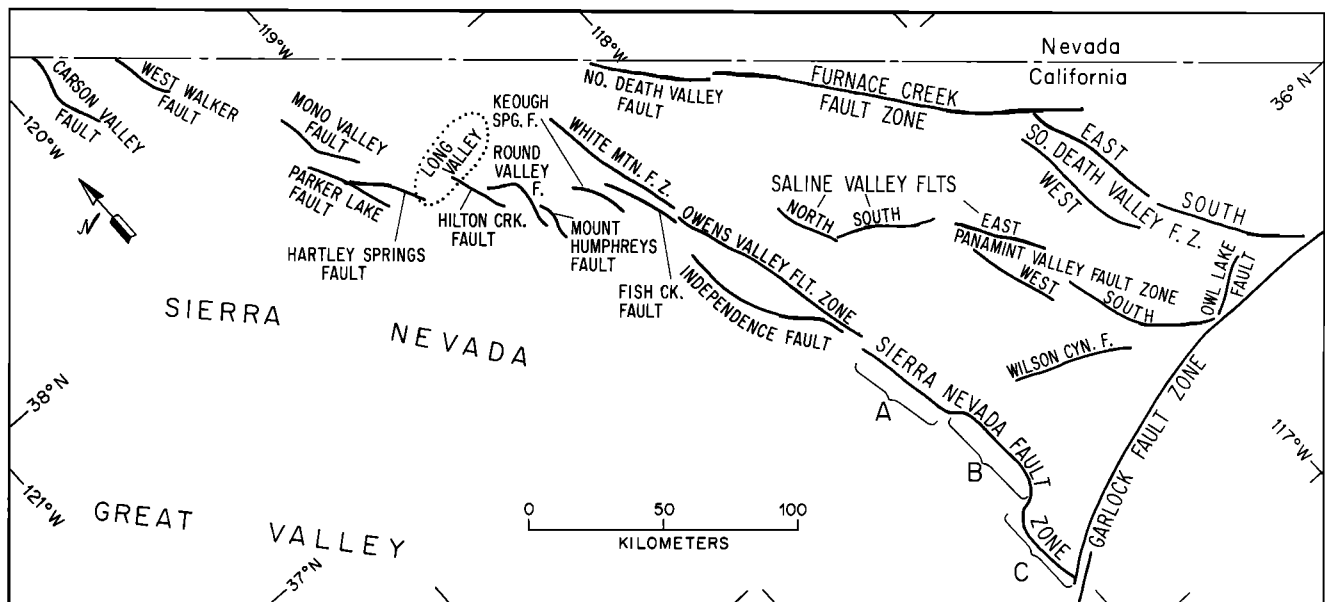 119°W
118°W
Nevada
California
36° N
CARSON VALLEY
FAULT
WEST WALKER
FAULT
120°W
MONO VALLEY
FAULT
LONG
VALLEY
KEOUGH
SPG. F.
NO. DEATH VALLEY
FAULT
FURNACE CREEK
FAULT ZONE
ROUND
VALLEY
F.
WHITE MTN. F. Z.
EAST
SO. DEATH VALLEY F. Z.
WEST
SOUTH
N
PARKER LAKE
FAULT
HARTLEY SPRINGS
FAULT
HILTON CRK.
FAULT
MOUNT
HUMPHREYS
FAULT
FISH CK.
FAULT
OWENS VALLEY FLT. ZONE
INDEPENDENCE FAULT
SALINE VALLEY FLTS
NORTH
SOUTH
EAST
PANAMINT VALLEY FAULT ZONE
WEST
SOUTH
OWL LAKE
FAULT
WILSON CYN. F.
SIERRA NEVADA
SIERRA NEVADA FAULT ZONE
A
B
C
GARLOCK FAULT ZONE
38°N
117°W
121°W
GREAT VALLEY
37°N
0 50 100
KILOMETERS